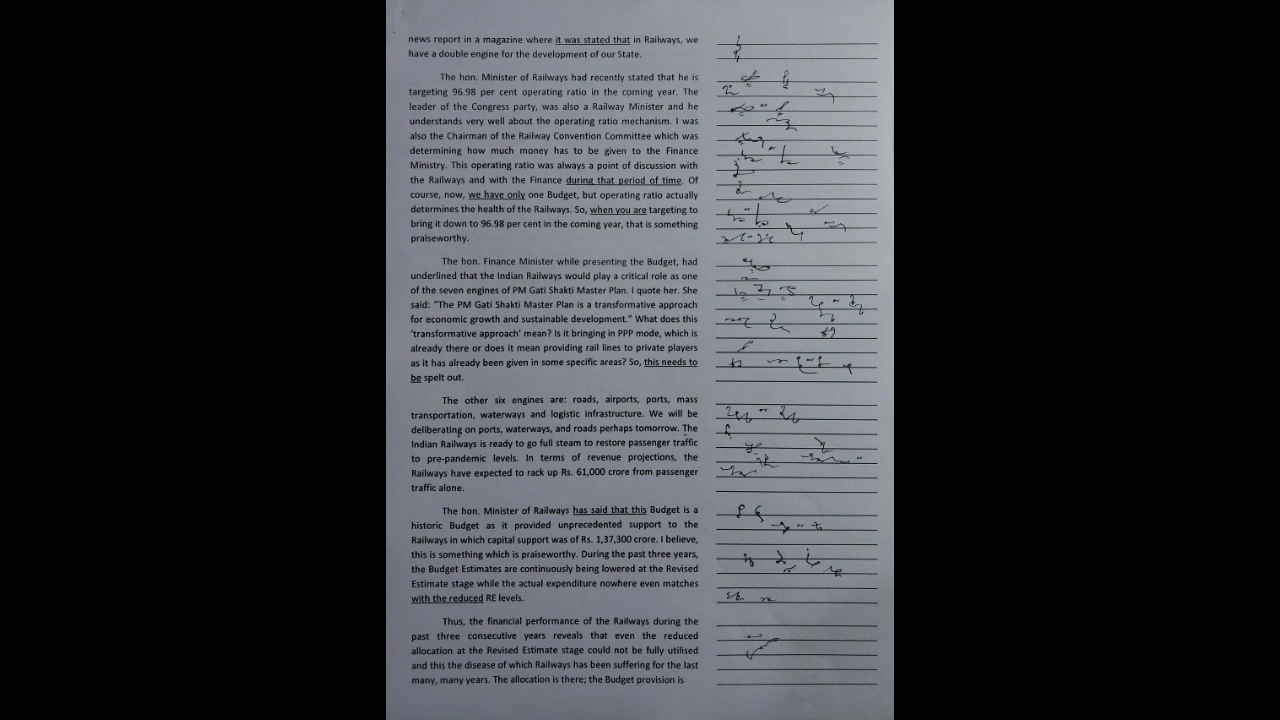 news report in a magazine where it was stated that in Railways, we
have a double engine for the development of our State.
The hon. Minister of Railways had recently stated that he is
targeting 96.98 per cent operating ratio in the coming year. The
leader of the Congress party, was also a Railway Minister and he
understands very well about the operating ratio mechanism. I was
also the Chairman of the Railway Convention Committee which was
determining how much money has to be given to the Finance
Ministry. This operating ratio was always a point of discussion with
the Railways and with the Finance during that period of time. Of
course, now, we have only one Budget, but operating ratio actually
determines the health of the Railways. So, when you are targeting to
bring it down to 96.98 per cent in the coming year, that is something
praiseworthy.
The hon. Finance Minister while presenting the Budget, had
underlined that the Indian Railways would play a critical role as one
of the seven engines of PM Gati Shakti Master Plan. I quote her. She
said: "The PM Gati Shakti Master Plan is a transformative approach
for economic growth and sustainable development." What does this
'transformative approach' mean? Is it bringing in PPP mode, which is
already there or does it mean providing rail lines to private players
as it has already been given in some specific areas? So, this needs to
be spelt out.
The other six engines are: roads, airports, ports, mass
transportation, waterways and logistic infrastructure. We will be
deliberating on ports, waterways, and roads perhaps tomorrow. The
Indian Railways is ready to go full steam to restore passenger traffic
to pre-pandemic levels. In terms of revenue projections, the
Railways have expected to rack up Rs. 61,000 crore from passenger
traffic alone.
The hon. Minister of Railways has said that this Budget is a
historic Budget as it provided unprecedented support to the
Railways in which capital support was of Rs. 1,37,300 crore. I believe,
this is something which is praiseworthy. During the past three years,
the Budget Estimates are continuously being lowered at the Revised
Estimate stage while the actual expenditure nowhere even matches
with the reduced RE levels.
Thus, the financial performance of the Railways during the
past three consecutive years reveals that even the reduced
allocation at the Revised Estimate stage could not be fully utilised
and this the disease of which Railways has been suffering for the last
many, many years. The allocation is there; the Budget provision is